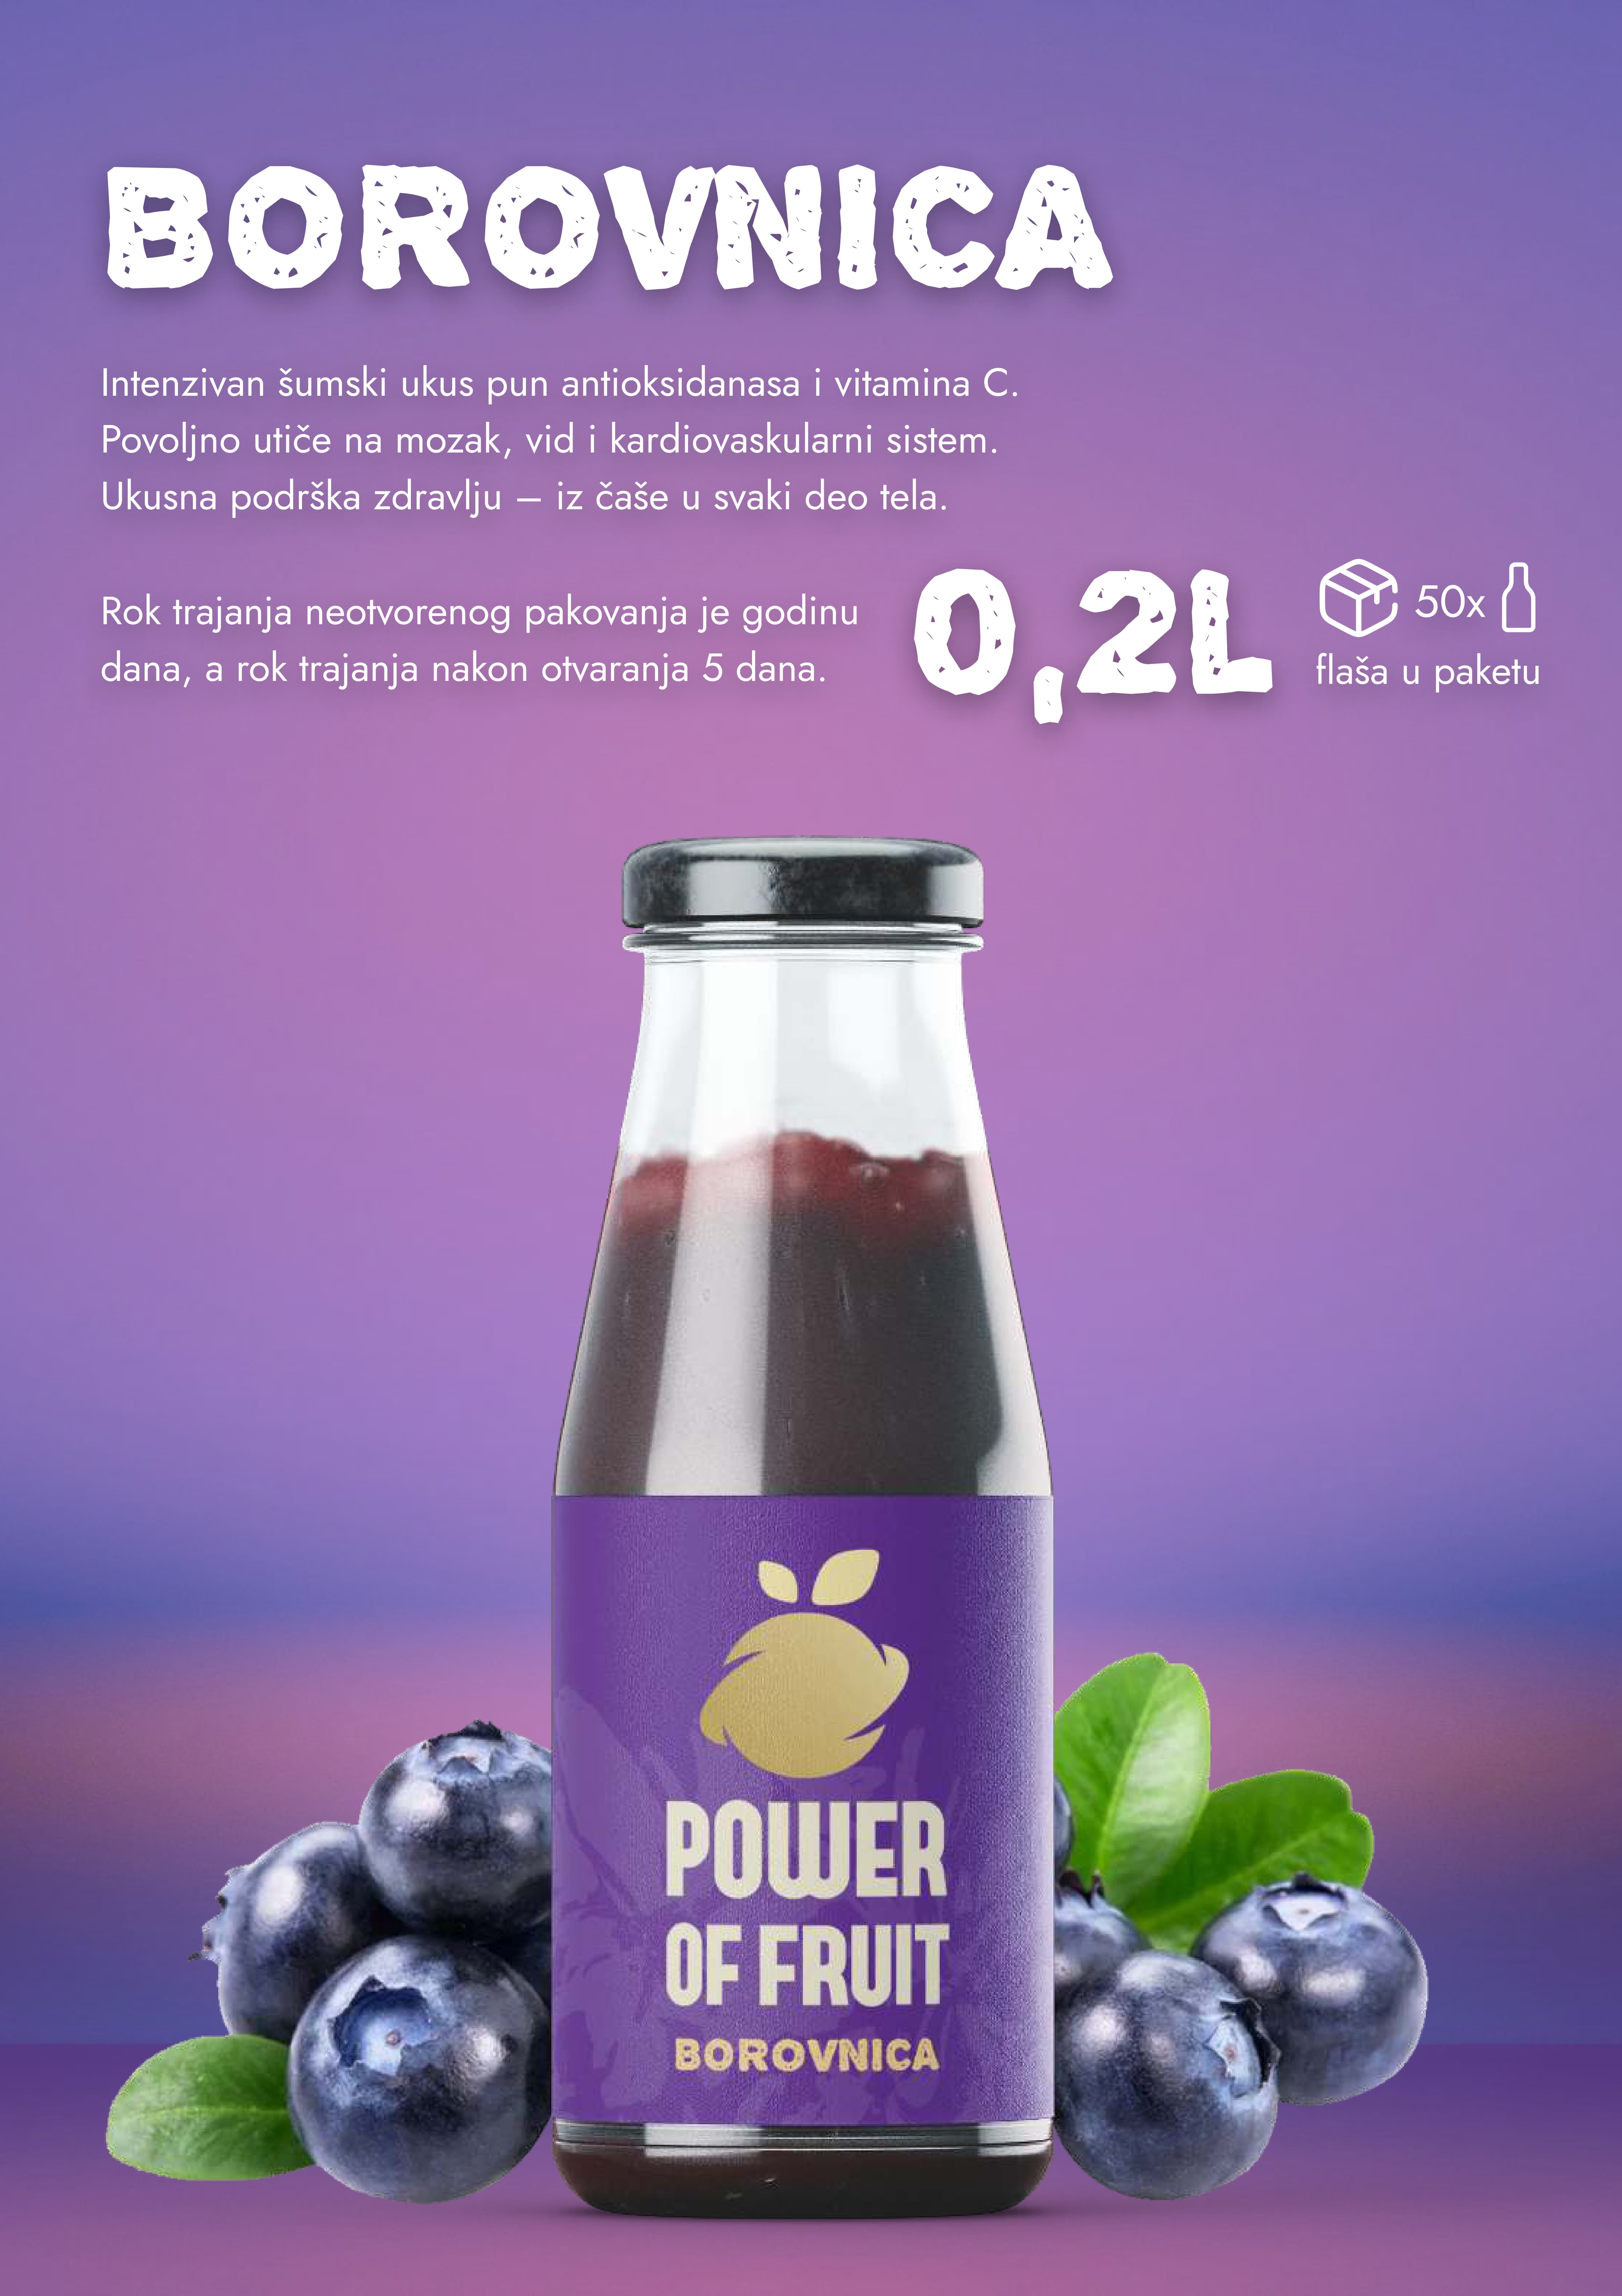 BOROVNICA
Intenzivan šumski ukus pun antioksidanasa i vitamina C.
Povoljno utiče na mozak, vid i kardiovaskularni sistem.
Ukusna podrška zdravlju – iz čaše u svaki deo tela.
Rok trajanja neotvorenog pakovanja je godinu
dana, a rok trajanja nakon otvaranja 5 dana.
0,2L
50x
flaša u paketu
POWER
OF FRUIT
BOROVNICA